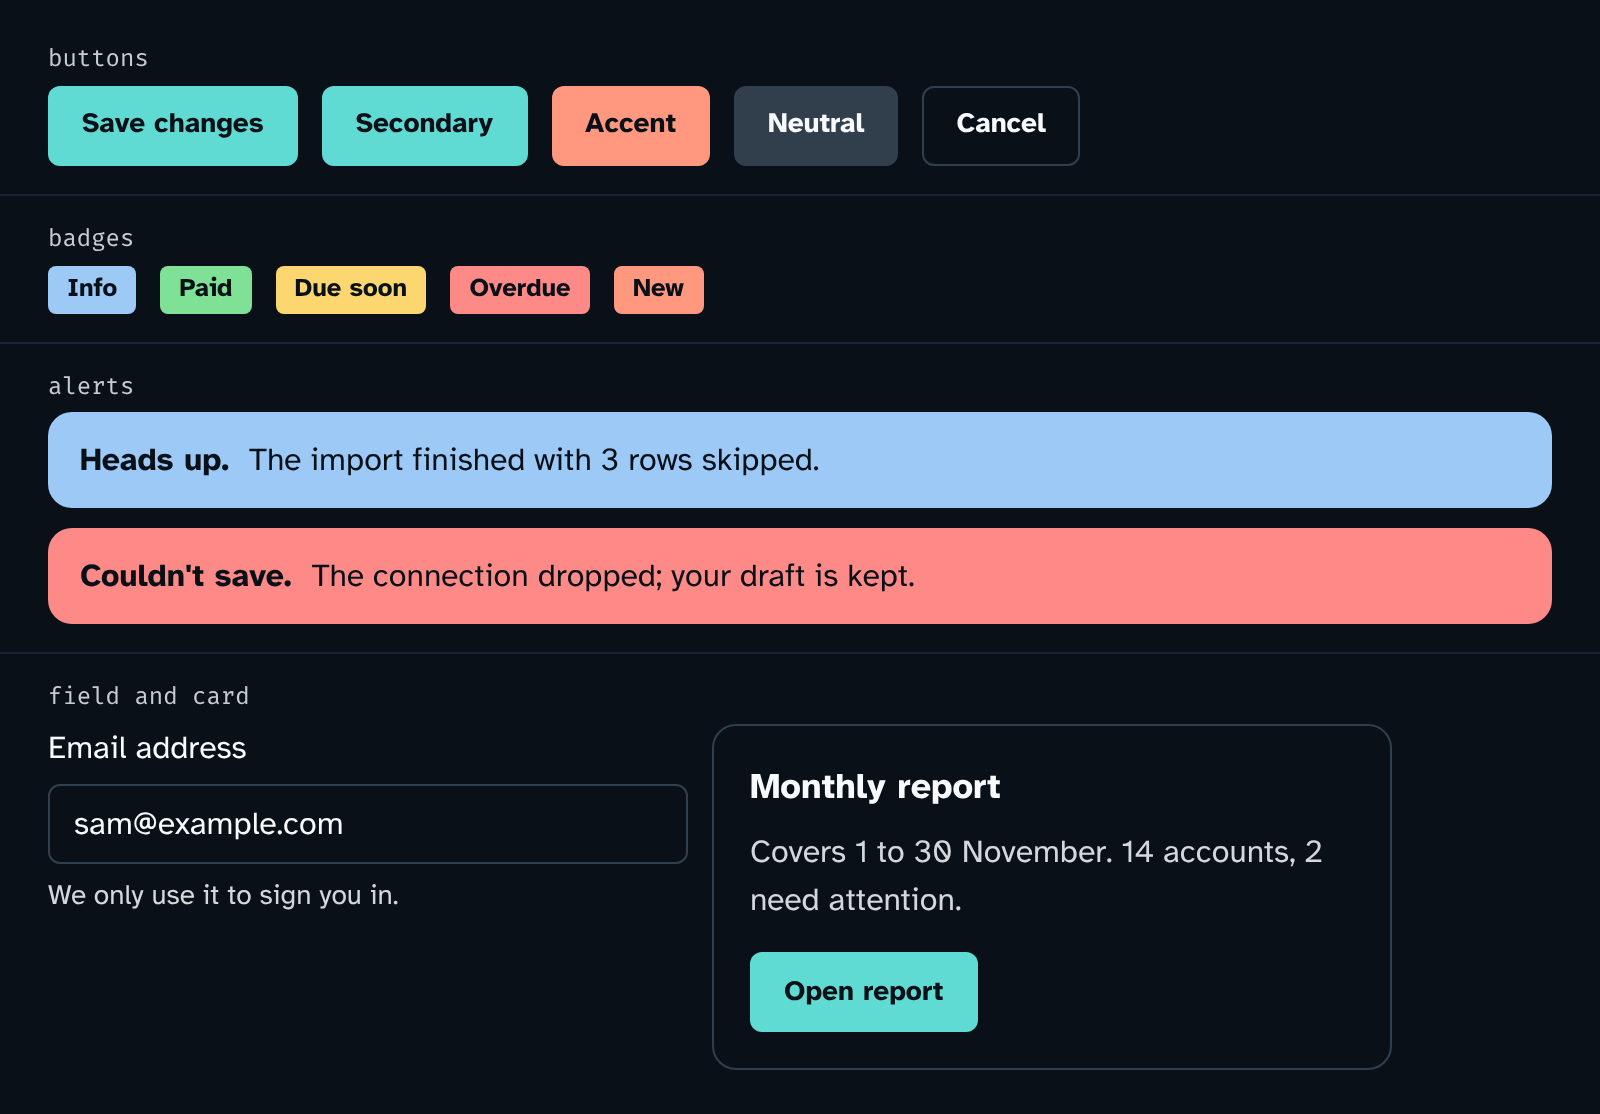 buttons
Save changes Secondary Accent Neutral Cancel
badges
Info Paid Due soon Overdue New
alerts
Heads up. The import finished with 3 rows skipped.
Couldn't save. The connection dropped; your draft is kept.
field and card
Email address
sam@example.com
We only use it to sign you in.
Monthly report
Covers 1 to 30 November. 14 accounts, 2
need attention.
Open report